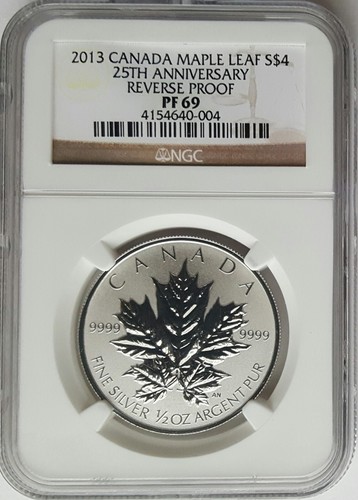 2013 CANADA MAPLE LEAF S$4
25TH ANNIVERSARY
REVERSE PROOF
PF 69
4154640-004
NGC
CANADA
9999 9999
AN
FINE SILVER 1/2 OZ ARGENT PUR